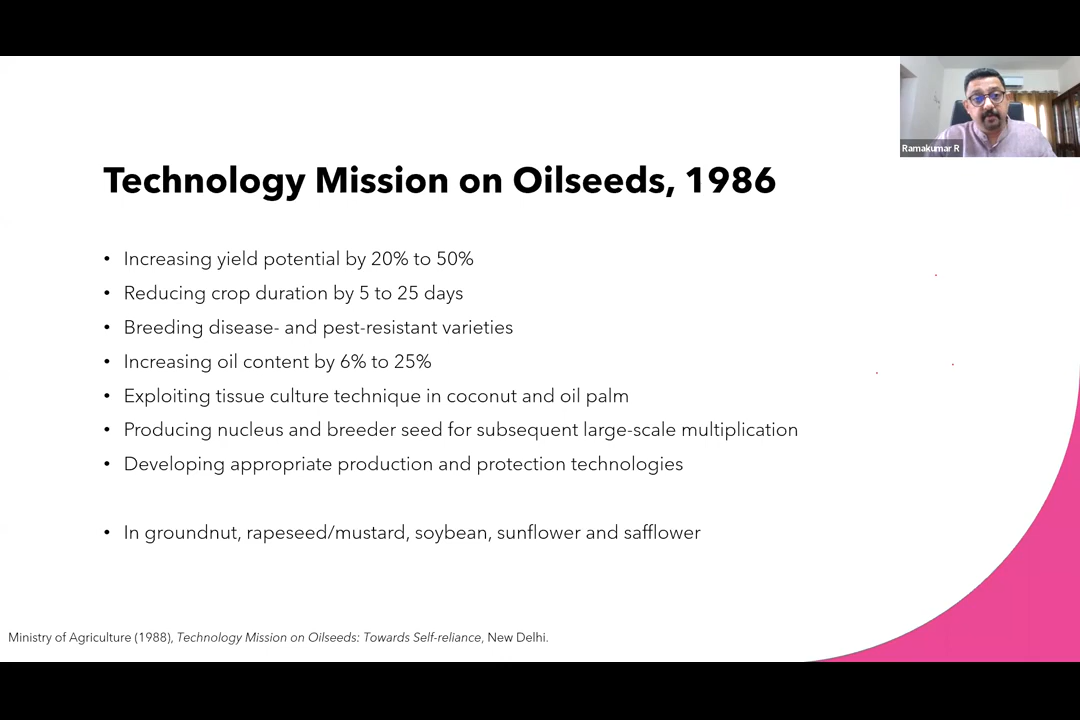 Ramakumar R
Technology Mission on Oilseeds, 1986
• Increasing yield potential by 20% to 50%
• Reducing crop duration by 5 to 25 days
• Breeding disease- and pest-resistant varieties
• Increasing oil content by 6% to 25%
• Exploiting tissue culture technique in coconut and oil palm
• Producing nucleus and breeder seed for subsequent large-scale multiplication
• Developing appropriate production and protection technologies
• In groundnut, rapeseed/mustard, soybean, sunflower and safflower
Ministry of Agriculture (1988), Technology Mission on Oilseeds: Towards Self-reliance, New Delhi.